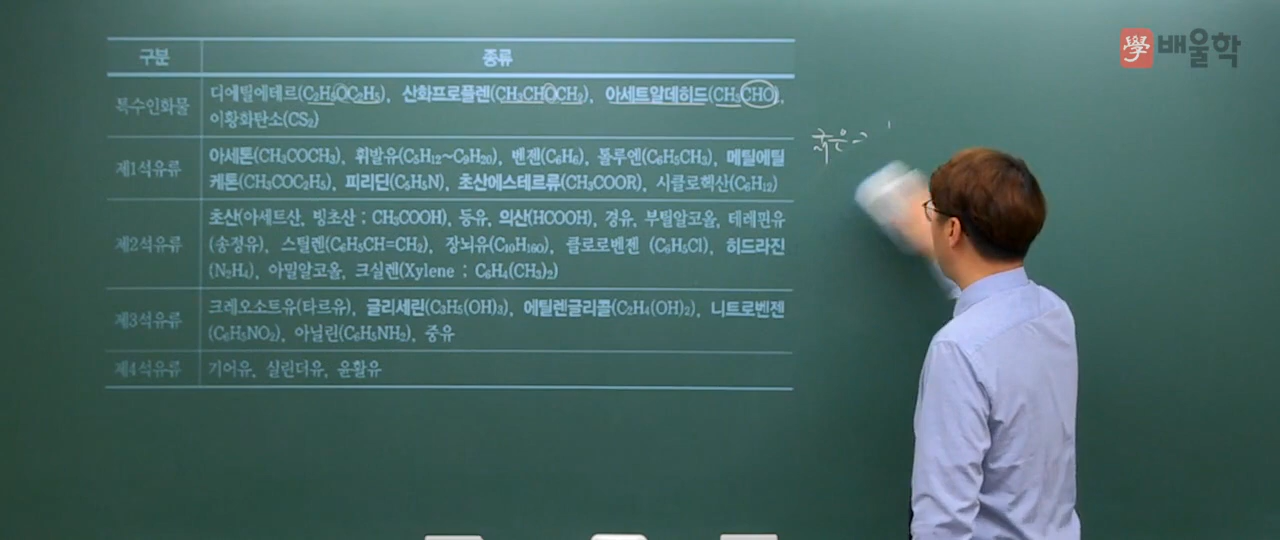 學 배울학
구분 종류
특수인화물 디에틸에테르(C₂H₅OC₂H₅), 산화프로필렌(CH₃CHOCH₂), 아세트알데히드(CH₃CHO),
이황화탄소(CS₂)
제1석유류 아세톤(CH₃COCH₃), 휘발유(C₅H₁₂~C₉H₂₀), 벤젠(C₆H₆), 톨루엔(C₆H₅CH₃), 메틸에틸
케톤(CH₃COC₂H₅), 피리딘(C₅H₅N), 초산에스테르류(CH₃COOR), 시클로헥산(C₆H₁₂)
제2석유류 초산(아세트산, 빙초산 : CH₃COOH), 등유, 의산(HCOOH), 경유, 부틸알코올, 테레핀유
(송정유), 스틸렌(C₆H₅CH=CH₂), 장뇌유(C₁₀H₁₆O), 클로로벤젠 (C₆H₅Cl), 히드라진
(N₂H₄), 아밀알코올, 크실렌(Xylene : C₆H₄(CH₃)₂)
제3석유류 크레오소트유(타르유), 글리세린(C₃H₅(OH)₃), 에틸렌글리콜(C₂H₄(OH)₂), 니트로벤젠
(C₆H₅NO₂), 아닐린(C₆H₅NH₂), 중유
제4석유류 기어유, 실린더유, 윤활유